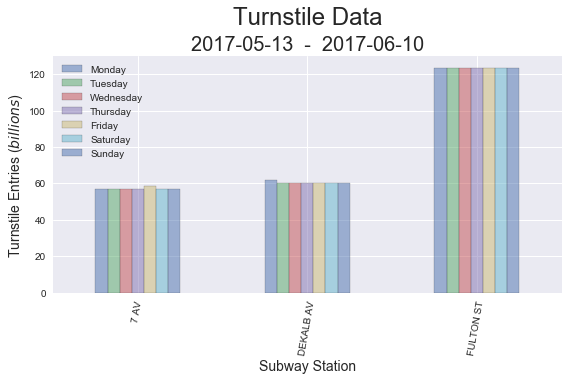 Turnstile Data
2017-05-13 - 2017-06-10
Turnstile Entries (billions)
120
100
80
60
40
20
0
Monday
Tuesday
Wednesday
Thursday
Friday
Saturday
Sunday
7 AV
DEKALB AV
FULTON ST
Subway Station